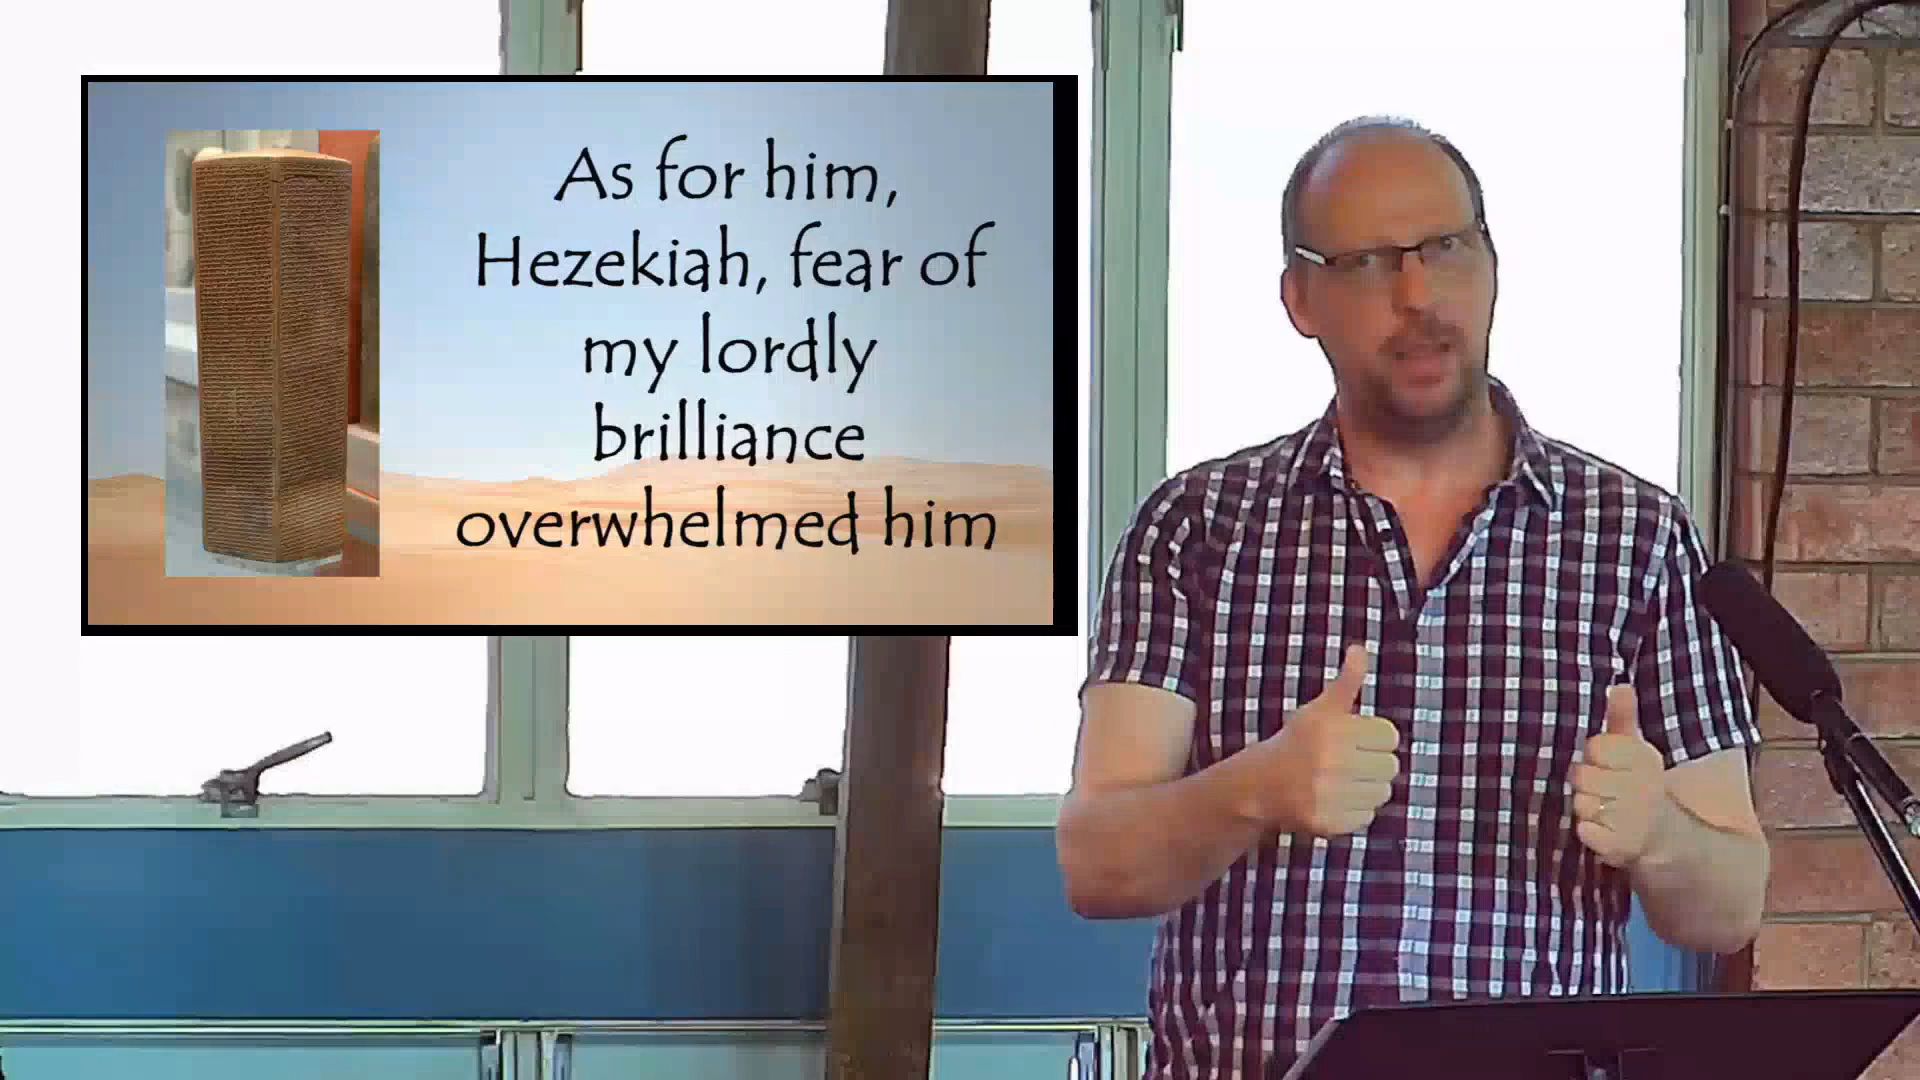 As for him,
Hezekiah, fear of
my lordly
brilliance
overwhelmed him